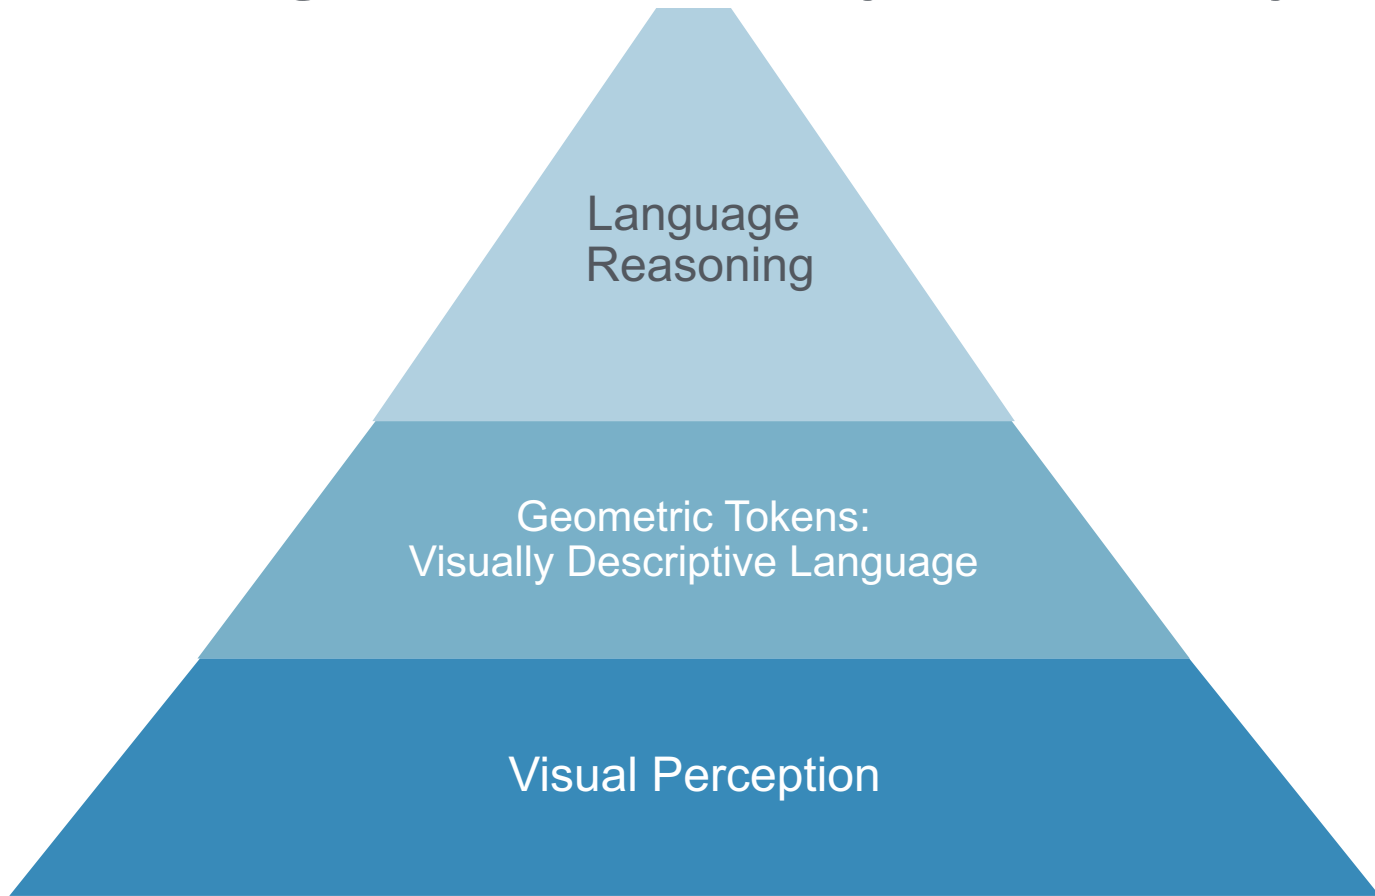 Language
Reasoning
Geometric Tokens:
Visually Descriptive Language
Visual Perception